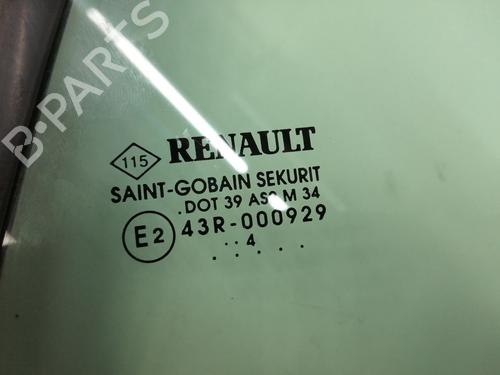 115 RENAULT
SAINT-GOBAIN SEKURIT
.DOT 39 AS2 M 34
E2 43R-000929
..4
.....
B-PARTS